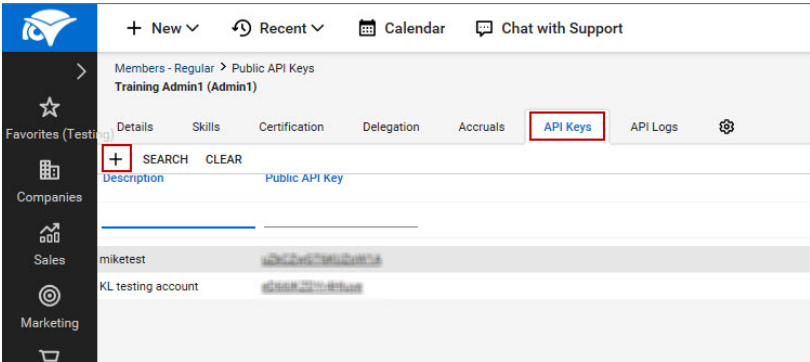 + New Recent Calendar Chat with Support
Members - Regular > Public API Keys
Training Admin1 (Admin1)
Details Skills Certification Delegation Accruals API Keys API Logs
+ SEARCH CLEAR
Description Public API Key
miketest
KL testing account
Favorites (Testing)
Companies
Sales
Marketing